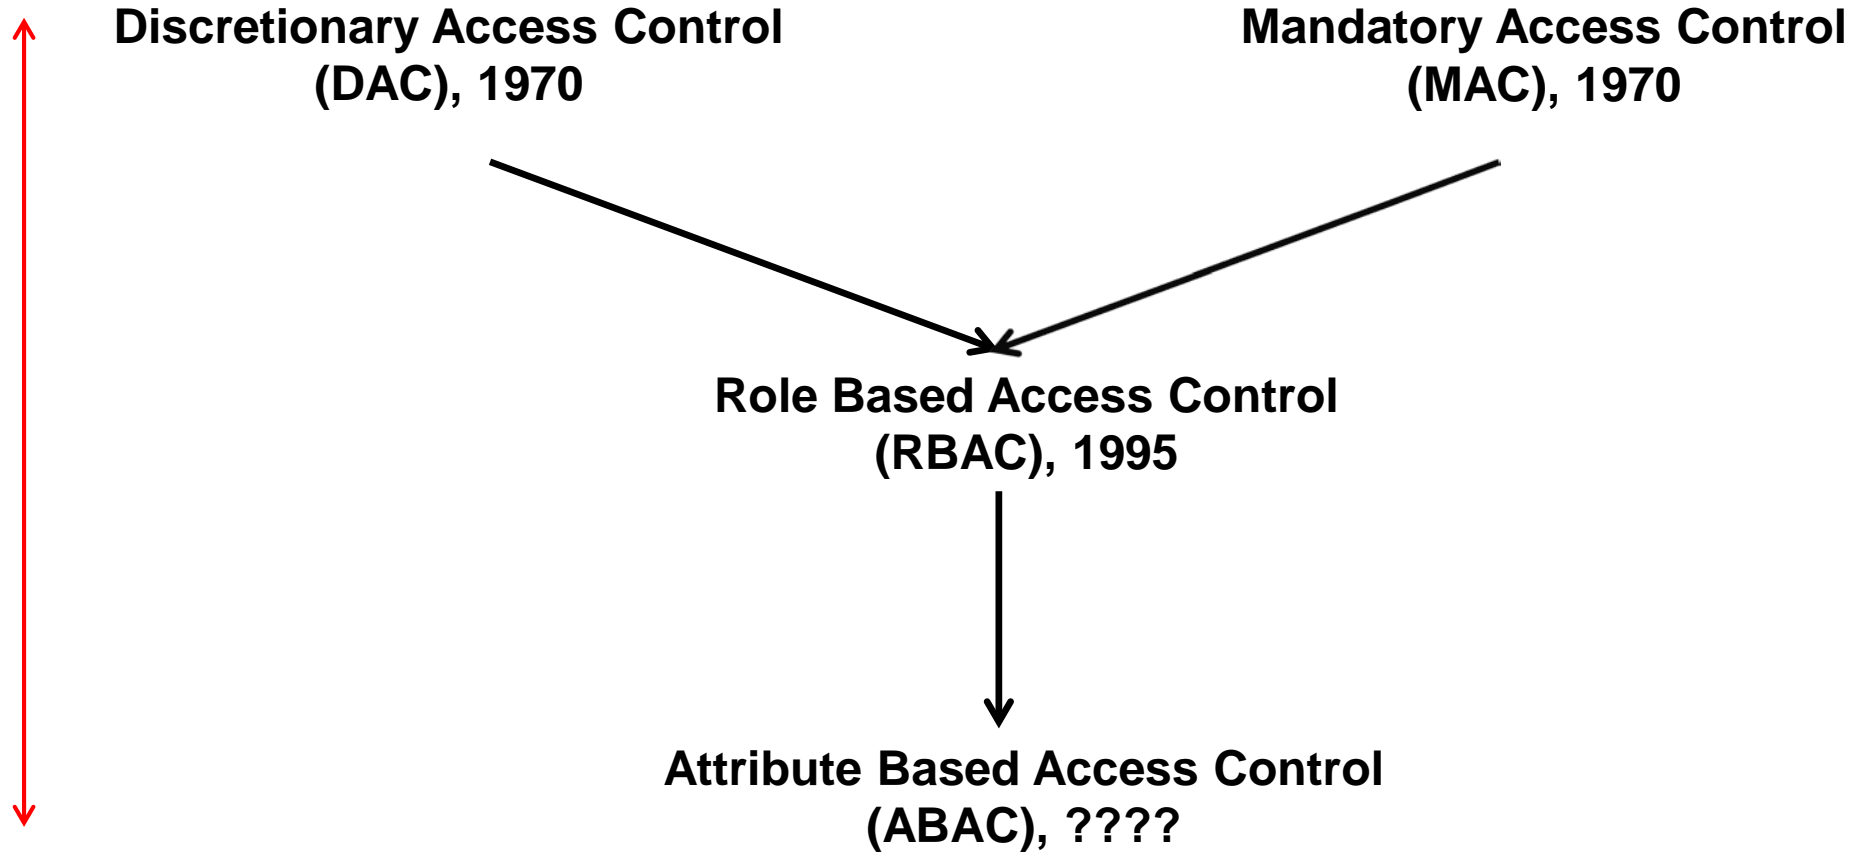 Discretionary Access Control
(DAC), 1970
Mandatory Access Control
(MAC), 1970
Role Based Access Control
(RBAC), 1995
Attribute Based Access Control
(ABAC), ????